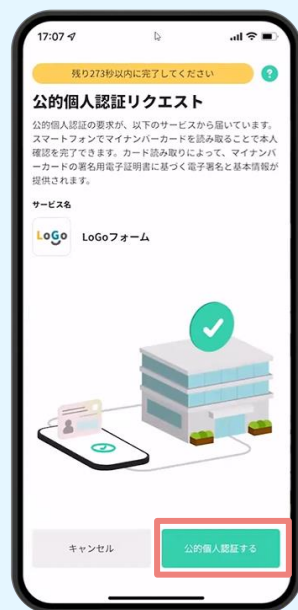 17:07
残り273秒以内に完了してください
?
公的個人認証リクエスト
公的個人認証の要求が、以下のサービスから届いています。
スマートフォンでマイナンバーカードを読み取ることで本人
確認を完了できます。カード読み取りによって、マイナンバ
ーカードの署名用電子証明書に基づく電子署名と基本情報が
提供されます。
サービス名
LoGo
LoGoフォーム
キャンセル
公的個人認証する